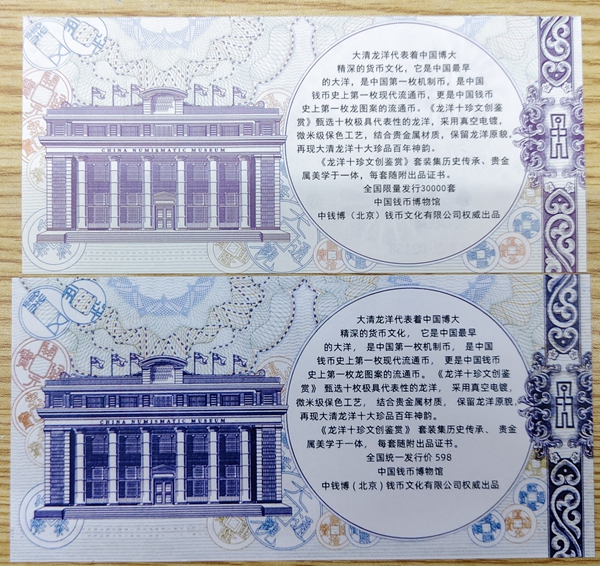 大清龙洋代表着中国博大
精深的货币文化，它是中国最早
的大洋，是中国第一枚机制币，是中国
钱币史上第一枚现代流通币，更是中国钱币
史上第一枚龙图案的流通币。《龙洋十珍文创鉴
赏》甄选十枚极具代表性的龙洋，采用真空电镀，
微米级保色工艺，结合贵金属材质，保留龙洋原貌，
再现大清龙洋十大珍品百年神韵。
《龙洋十珍文创鉴赏》套装集历史传承、贵金
属美学于一体，每套随附出品证书。
全国限量发行30000套
中国钱币博物馆
中钱博（北京）钱币文化有限公司权威出品
CHINA NUMISMATIC MUSEUM
大清龙洋代表着中国博大
精深的货币文化， 它是中国最早
的大洋， 是中国第一枚机制币， 是中国
钱币史上第一枚现代流通币， 更是中国钱币
史上第一枚龙图案的流通币。《龙洋十珍文创鉴
赏》 甄选十枚极具代表性的龙洋， 采用真空电镀，
微米级保色工艺， 结合贵金属材质， 保留龙洋原貌，
再现大清龙洋十大珍品百年神韵。
《龙洋十珍文创鉴赏》 套装集历史传承、 贵金
属美学于一体， 每套随附出品证书。
全国统一发行价 598
中国钱币博物馆
中钱博 ( 北京 ) 钱币文化有限公司权威出品
CHINA NUMISMATIC MUSEUM